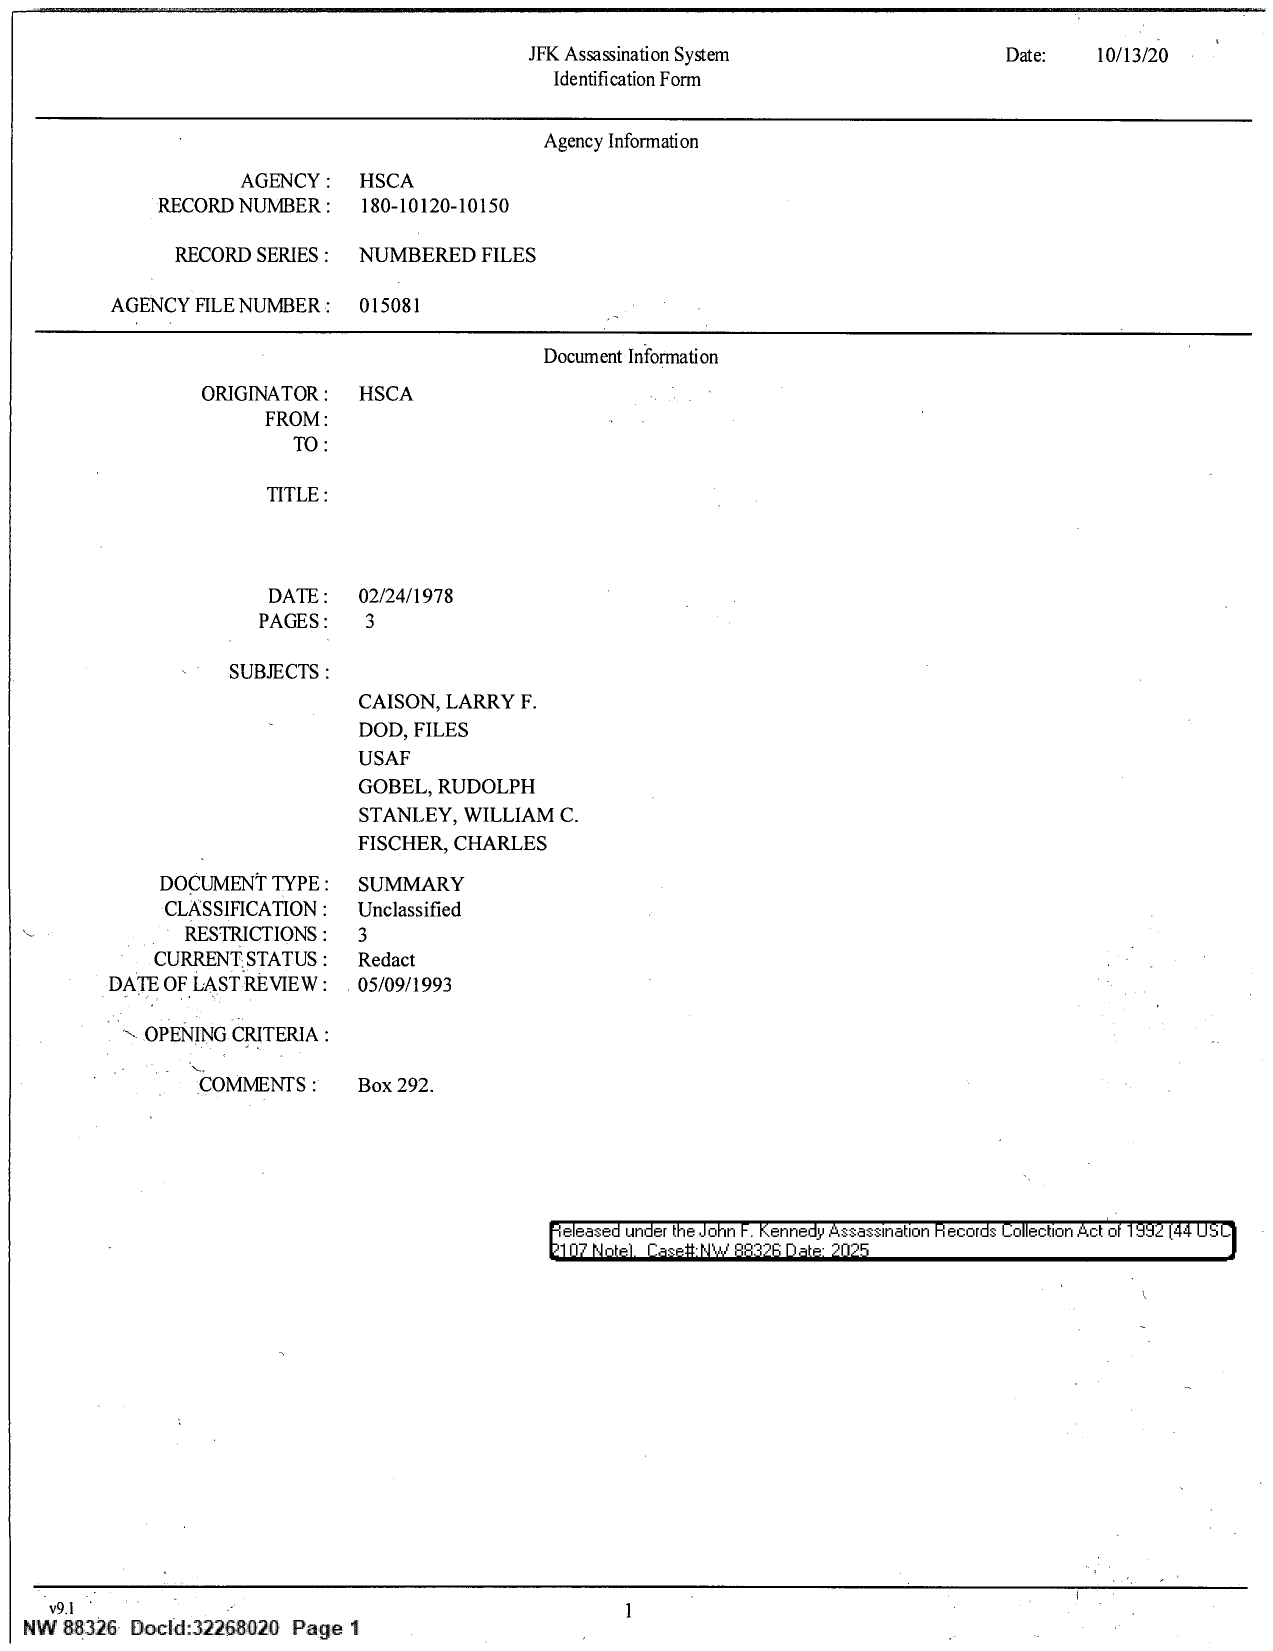 JFK Assassination System
Date: 10/13/20
Identification Form
Agency Information
AGENCY : HSCA
RECORD NUMBER : 180-10120-10150
RECORD SERIES : NUMBERED FILES
AGENCY FILE NUMBER : 015081
Document Information
ORIGINATOR : HSCA
FROM :
TO :
TITLE :
DATE : 02/24/1978
PAGES : 3
SUBJECTS :
CAISON, LARRY F.
DOD, FILES
USAF
GOBEL, RUDOLPH
STANLEY, WILLIAM C.
FISCHER, CHARLES
DOCUMENT TYPE : SUMMARY
CLASSIFICATION : Unclassified
RESTRICTIONS : 3
CURRENT STATUS : Redact
DATE OF LAST REVIEW : 05/09/1993
OPENING CRITERIA :
COMMENTS : Box 292.
Released under the John F. Kennedy Assassination Records Collection Act of 1992 (44 USC
2107 Note). Case#:NW 88326 Date: 2025
v9.1
1
NW 88326 DocId:32268020 Page 1